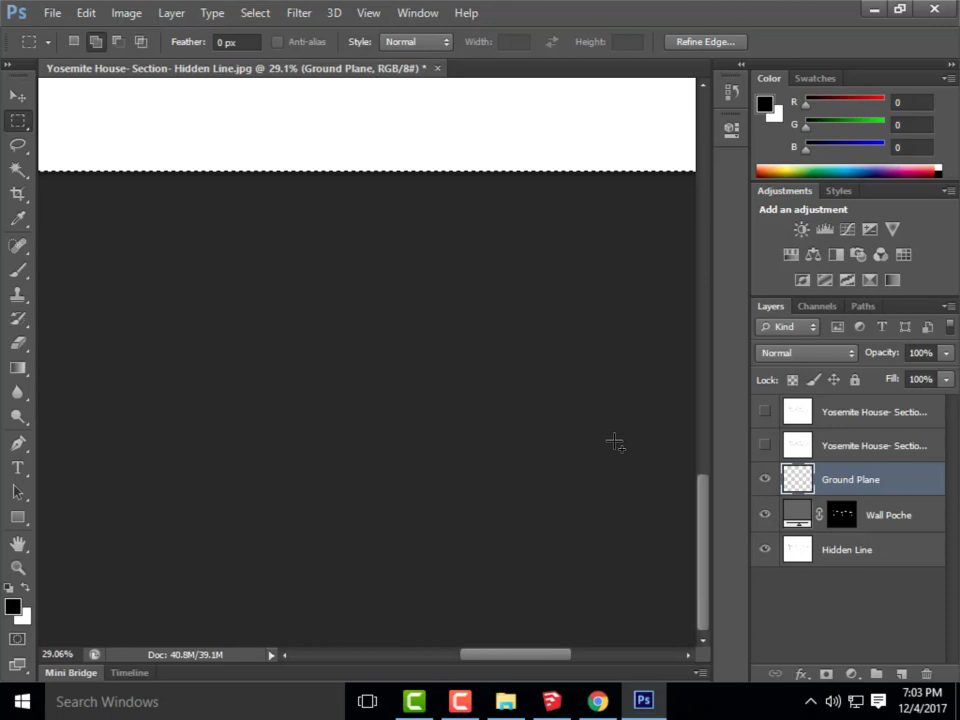 Ps File Edit Image Layer Type Select Filter 3D View Window Help
Feather: 0 px Anti-alias Style: Normal Width: Height: Refine Edge...
Yosemite House- Section- Hidden Line.jpg @ 29.1% (Ground Plane, RGB/8#) * ×
Color Swatches
R 0
G 0
B 0
Adjustments Styles
Add an adjustment
Layers Channels Paths
Kind T
Normal Opacity: 100%
Lock: Fill: 100%
Yosemite House- Sectio...
Yosemite House- Sectio...
Ground Plane
Wall Poche
Hidden Line
29.06% Doc: 40.8M/39.1M
Mini Bridge Timeline
fx
Search Windows
Ps
7:03 PM
12/4/2017